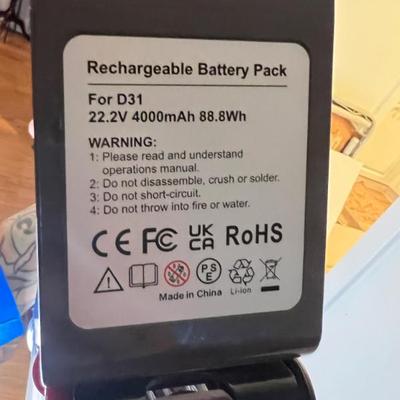 Rechargeable Battery Pack
For D31
22.2V 4000mAh 88.8Wh
WARNING:
1: Please read and understand
operations manual.
2: Do not disassemble, crush or solder.
3: Do not short-circuit.
4: Do not throw into fire or water.
CE FC UK CA RoHS
PSE
Li-ion
Made in China